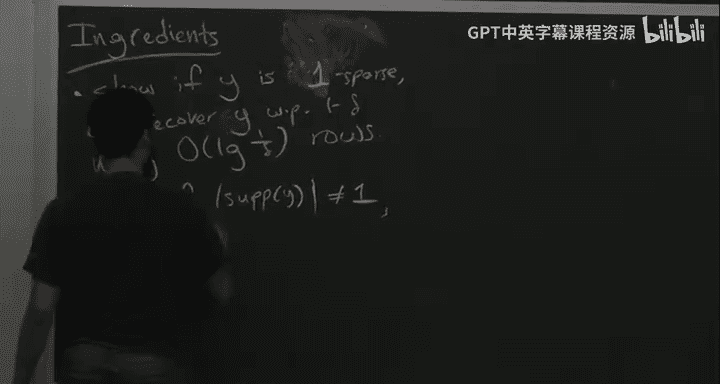 Ingredients
GPT中英字幕课程资源 bilibili
• show if y is 1-sparse,
recover y w.p. 1-δ
O(lg 1/δ) rows.
|supp(y)| ≠ 1,